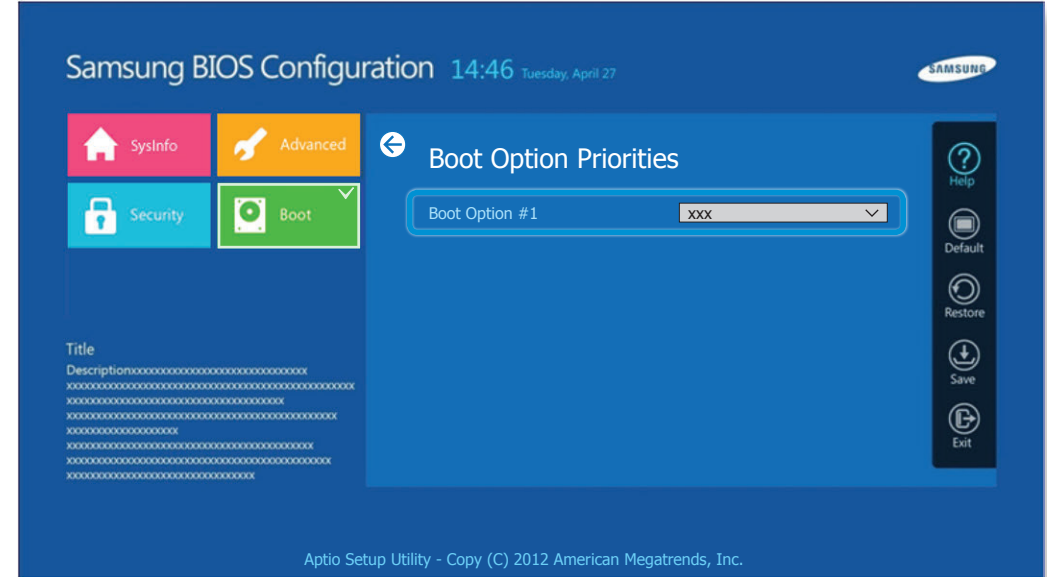 Samsung BIOS Configuration 14:46 Tuesday, April 27
SAMSUNG
SysInfo
Advanced
Security
Boot
Title
Descriptionxxxxxxxxxxxxxxxxxxxxxxxxxxxxxx
xxxxxxxxxxxxxxxxxxxxxxxxxxxxxxxxxxxxxxxxxxxxxxxxx
xxxxxxxxxxxxxxxxxxxxxxxxxxxxxxxxxxxxx
xxxxxxxxxxxxxxxxxxxxxxxxxxxxxxxxxxxxxxxxxxxxxx
xxxxxxxxxxxxxxxxxxx
xxxxxxxxxxxxxxxxxxxxxxxxxxxxxxxxxxxxxxxxxx
xxxxxxxxxxxxxxxxxxxxxxxxxxxxxxxxxxxxxxxxxxxxx
xxxxxxxxxxxxxxxxxxxxxxxxxxxxxxxx
Boot Option Priorities
Boot Option #1 xxx
Help
Default
Restore
Save
Exit
Aptio Setup Utility - Copy (C) 2012 American Megatrends, Inc.